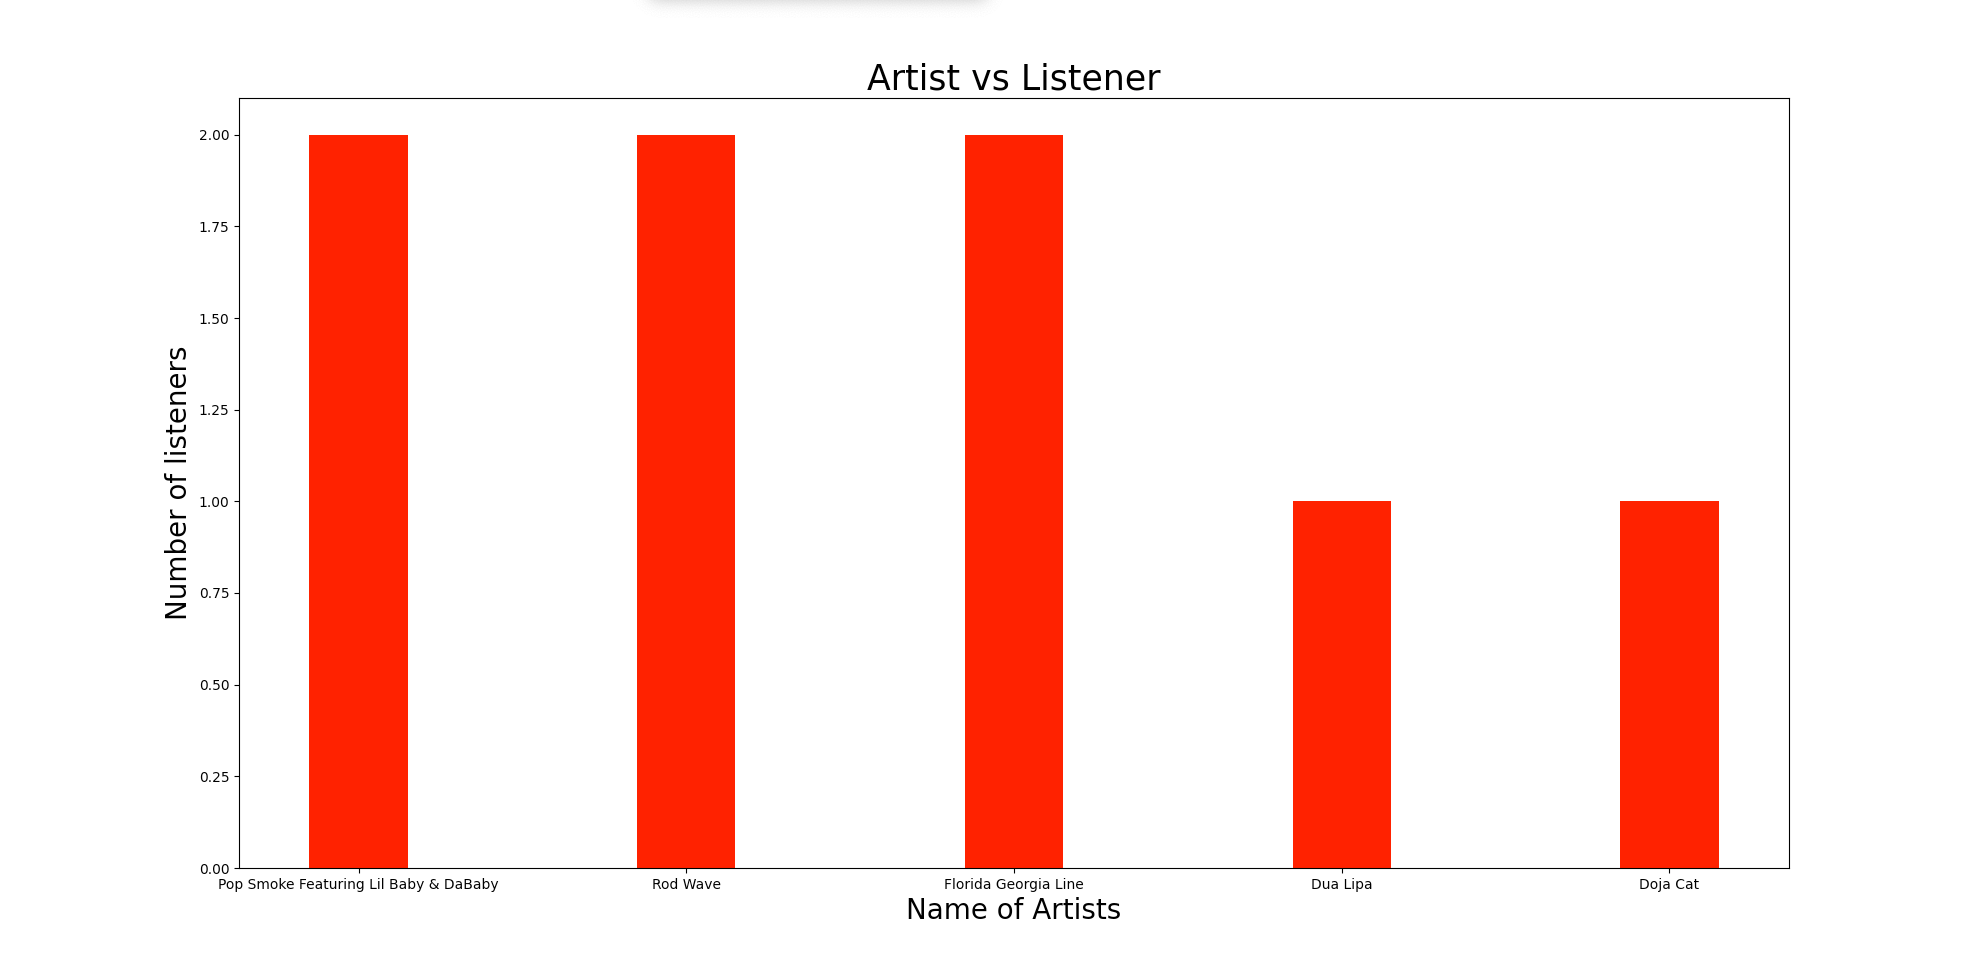 Artist vs Listener
2.00
1.75
1.50
1.25
1.00
0.75
0.50
0.25
0.00
Number of listeners
Pop Smoke Featuring Lil Baby & DaBaby
Rod Wave
Florida Georgia Line
Dua Lipa
Doja Cat
Name of Artists